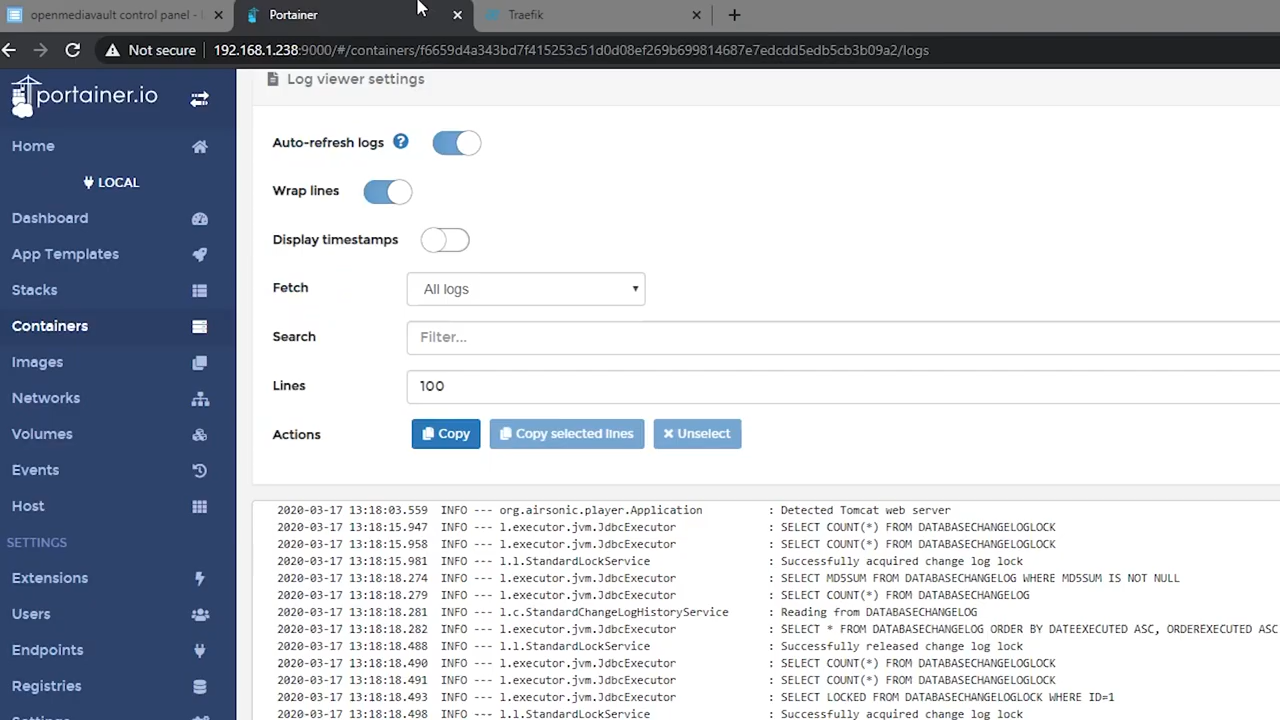 openmediavault control panel -
Portainer
Traefik
Not secure
192.168.1.238:9000/#/containers/f6659d4a343bd7f415253c51d0d08ef269b699814687e7edcdd5edb5cb3b09a2/logs
portainer.io
Home
LOCAL
Dashboard
App Templates
Stacks
Containers
Images
Networks
Volumes
Events
Host
SETTINGS
Extensions
Users
Endpoints
Registries
Log viewer settings
Auto-refresh logs
Wrap lines
Display timestamps
Fetch All logs
Search Filter...
Lines 100
Actions Copy Copy selected lines Unselect
2020-03-17 13:18:03.559 INFO --- org.airsonic.player.Application : Detected Tomcat web server
2020-03-17 13:18:15.947 INFO --- l.executor.jvm.JdbcExecutor : SELECT COUNT(*) FROM DATABASECHANGELOGLOCK
2020-03-17 13:18:15.958 INFO --- l.executor.jvm.JdbcExecutor : SELECT COUNT(*) FROM DATABASECHANGELOGLOCK
2020-03-17 13:18:15.981 INFO --- l.l.StandardLockService : Successfully acquired change log lock
2020-03-17 13:18:18.274 INFO --- l.executor.jvm.JdbcExecutor : SELECT MD5SUM FROM DATABASECHANGELOG WHERE MD5SUM IS NOT NULL
2020-03-17 13:18:18.279 INFO --- l.executor.jvm.JdbcExecutor : SELECT COUNT(*) FROM DATABASECHANGELOG
2020-03-17 13:18:18.281 INFO --- l.c.StandardChangeLogHistoryService : Reading from DATABASECHANGELOG
2020-03-17 13:18:18.282 INFO --- l.executor.jvm.JdbcExecutor : SELECT * FROM DATABASECHANGELOG ORDER BY DATEEXECUTED ASC, ORDEREXECUTED ASC
2020-03-17 13:18:18.488 INFO --- l.l.StandardLockService : Successfully released change log lock
2020-03-17 13:18:18.490 INFO --- l.executor.jvm.JdbcExecutor : SELECT COUNT(*) FROM DATABASECHANGELOGLOCK
2020-03-17 13:18:18.491 INFO --- l.executor.jvm.JdbcExecutor : SELECT COUNT(*) FROM DATABASECHANGELOGLOCK
2020-03-17 13:18:18.493 INFO --- l.executor.jvm.JdbcExecutor : SELECT LOCKED FROM DATABASECHANGELOGLOCK WHERE ID=1
2020-03-17 13:18:18.498 INFO --- l.l.StandardLockService : Successfully acquired change log lock